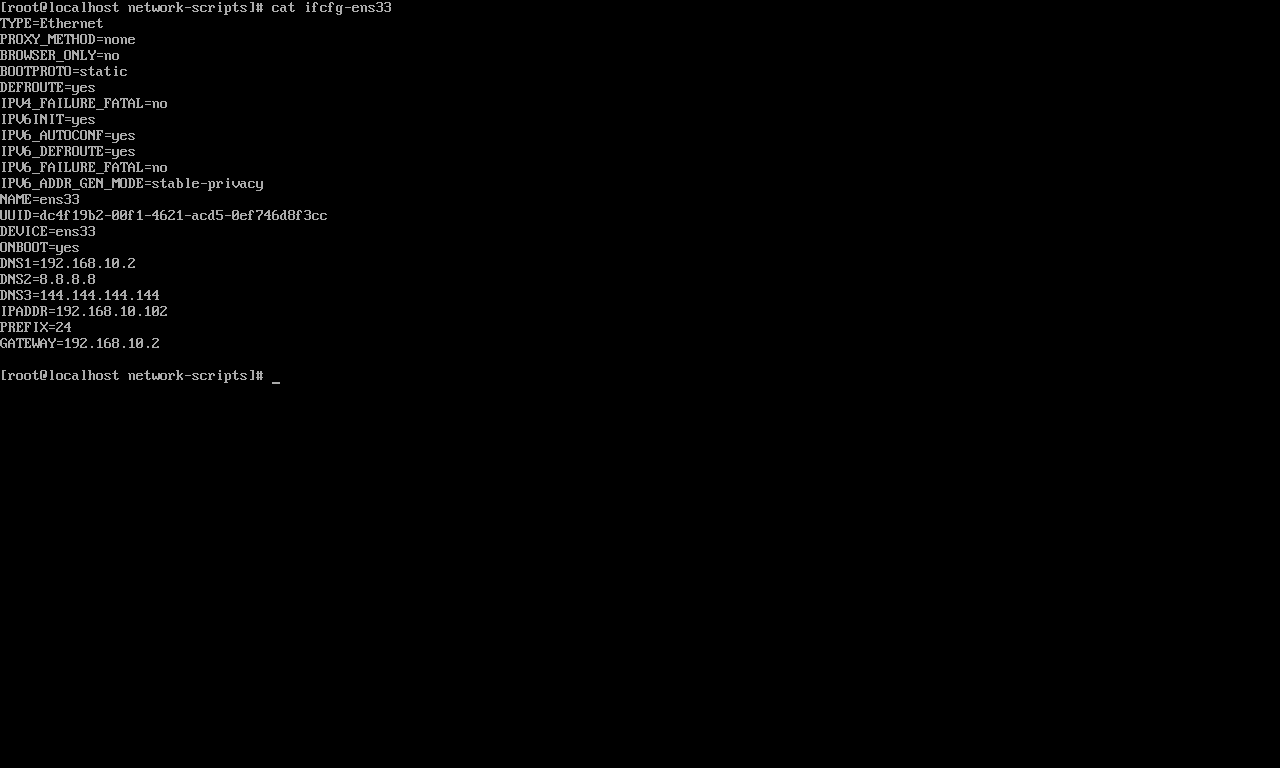 [root@localhost network-scripts]# cat ifcfg-ens33
TYPE=Ethernet
PROXY_METHOD=none
BROWSER_ONLY=no
BOOTPROTO=static
DEFROUTE=yes
IPV4_FAILURE_FATAL=no
IPV6INIT=yes
IPV6_AUTOCONF=yes
IPV6_DEFROUTE=yes
IPV6_FAILURE_FATAL=no
IPV6_ADDR_GEN_MODE=stable-privacy
NAME=ens33
UUID=dc4f19b2-00f1-4621-acd5-0ef746d8f3cc
DEVICE=ens33
ONBOOT=yes
DNS1=192.168.10.2
DNS2=8.8.8.8
DNS3=144.144.144.144
IPADDR=192.168.10.102
PREFIX=24
GATEWAY=192.168.10.2
[root@localhost network-scripts]# _